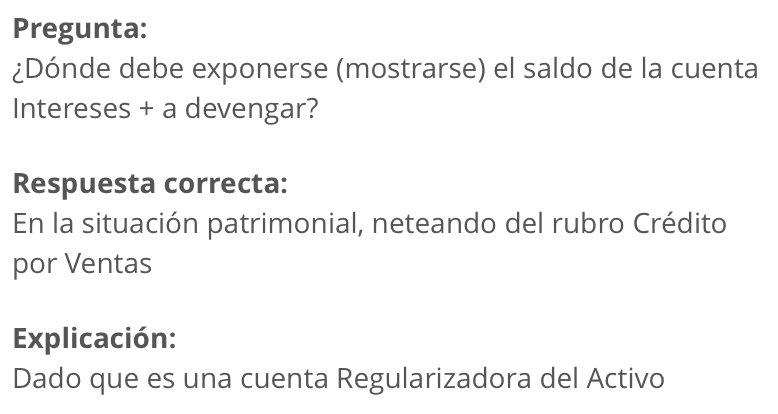 Pregunta:
¿Dónde debe exponerse (mostrarse) el saldo de la cuenta
Intereses + a devengar?
Respuesta correcta:
En la situación patrimonial, neteando del rubro Crédito
por Ventas
Explicación:
Dado que es una cuenta Regularizadora del Activo